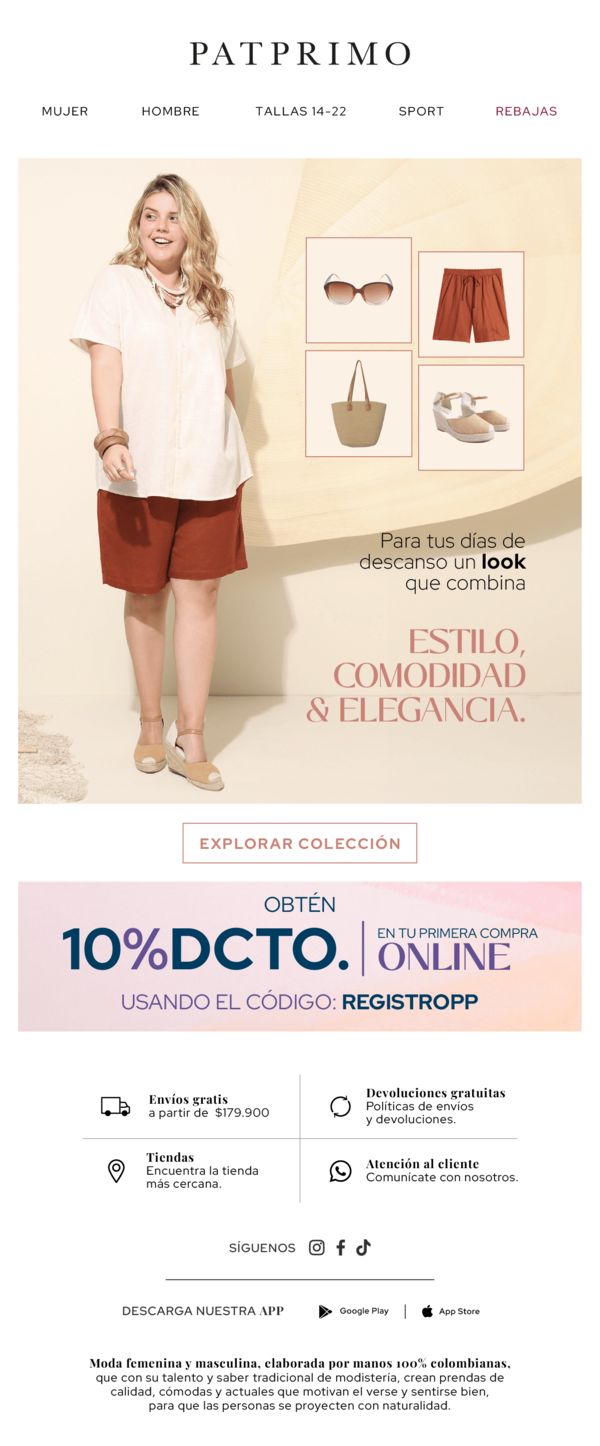 PATPRIMO
MUJER HOMBRE TALLAS 14-22 SPORT REBAJAS
Para tus días de
descanso un look
que combina
ESTILO,
COMODIDAD
& ELEGANCIA.
EXPLORAR COLECCIÓN
OBTÉN
10%DCTO.
EN TU PRIMERA COMPRA
ONLINE
USANDO EL CÓDIGO: REGISTROPP
Envíos gratis
a partir de $179.900
Devoluciones gratuitas
Políticas de envíos
y devoluciones.
Tiendas
Encuentra la tienda
más cercana.
Atención al cliente
Comunícate con nosotros.
SÍGUENOS
DESCARGA NUESTRA APP Google Play | App Store
Moda femenina y masculina, elaborada por manos 100% colombianas,
que con su talento y saber tradicional de modistería, crean prendas de
calidad, cómodas y actuales que motivan el verse y sentirse bien,
para que las personas se proyecten con naturalidad.